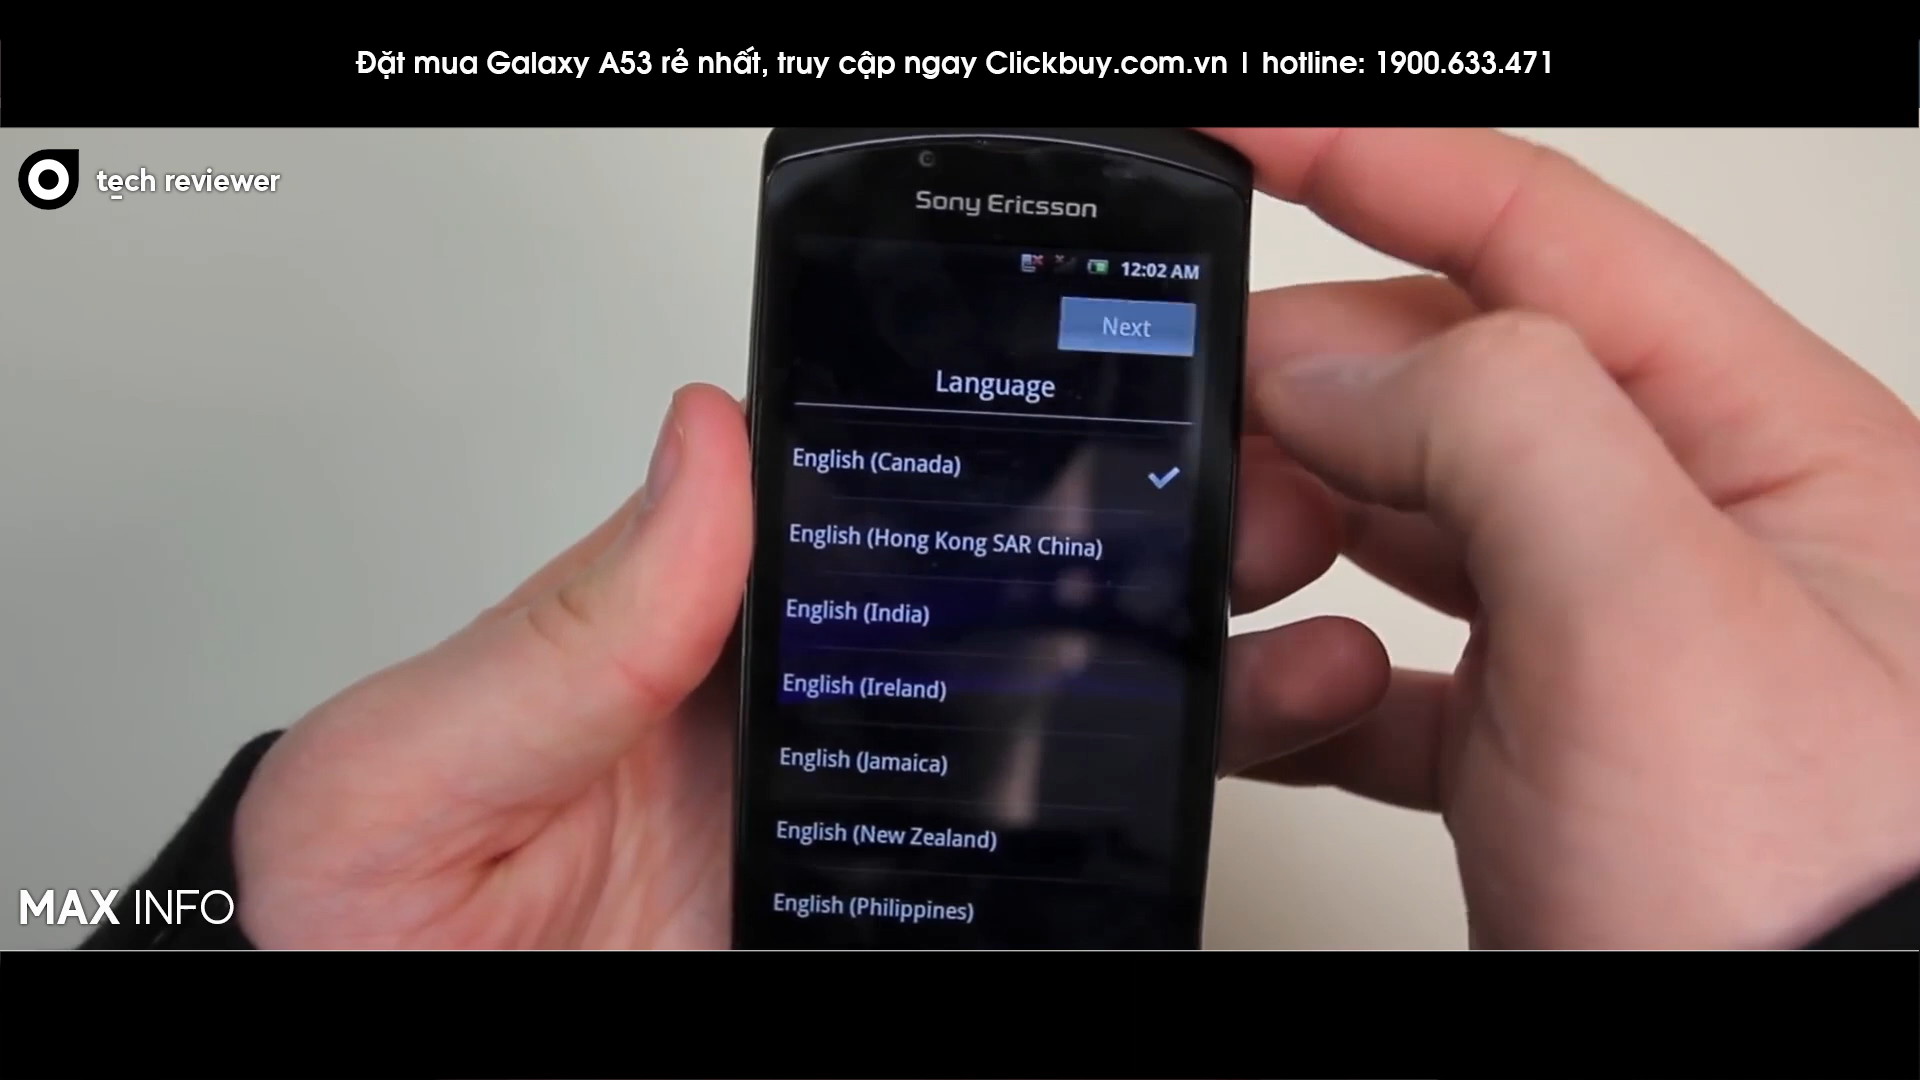 Đặt mua Galaxy A53 rẻ nhất, truy cập ngay Clickbuy.com.vn | hotline: 1900.633.471
tech reviewer
Sony Ericsson
12:02 AM
Next
Language
English (Canada)
English (Hong Kong SAR China)
English (India)
English (Ireland)
English (Jamaica)
English (New Zealand)
English (Philippines)
MAX INFO